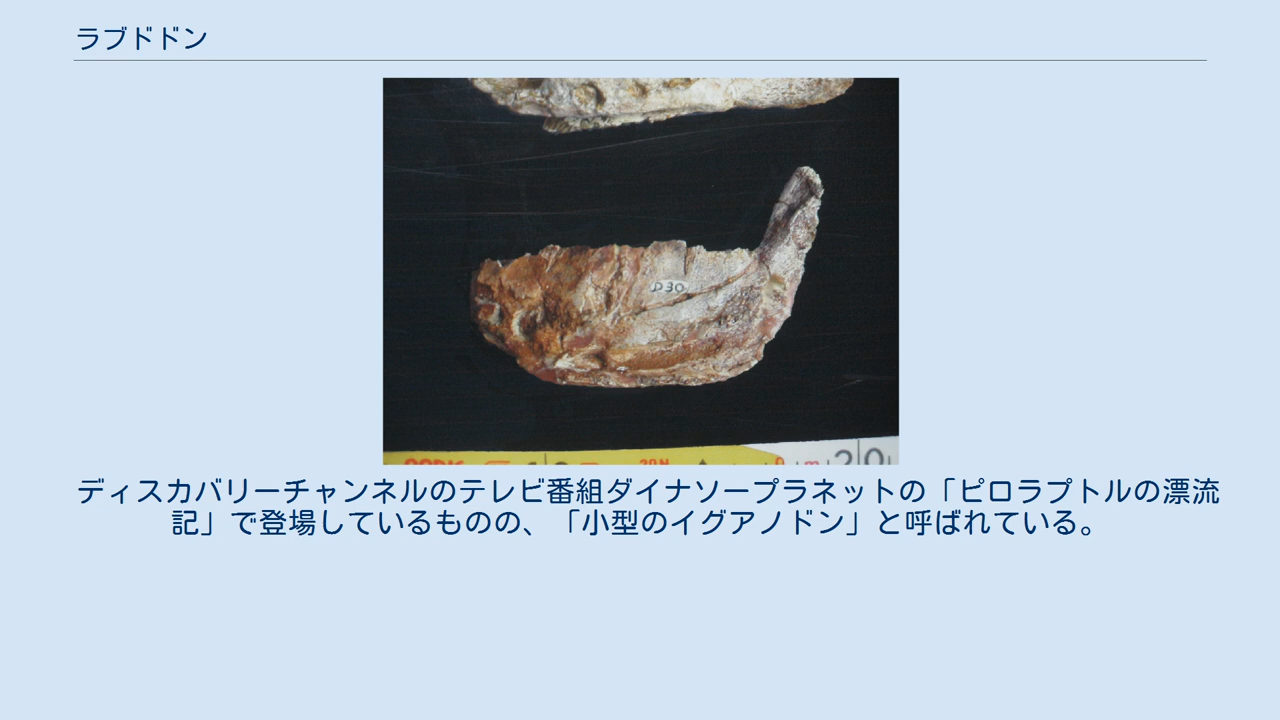 ラブドドン
D30
20
ディスカバリーチャンネルのテレビ番組ダイナソープラネットの「ピロラプトルの漂流
記」で登場しているものの、「小型のイグアノドン」と呼ばれている。